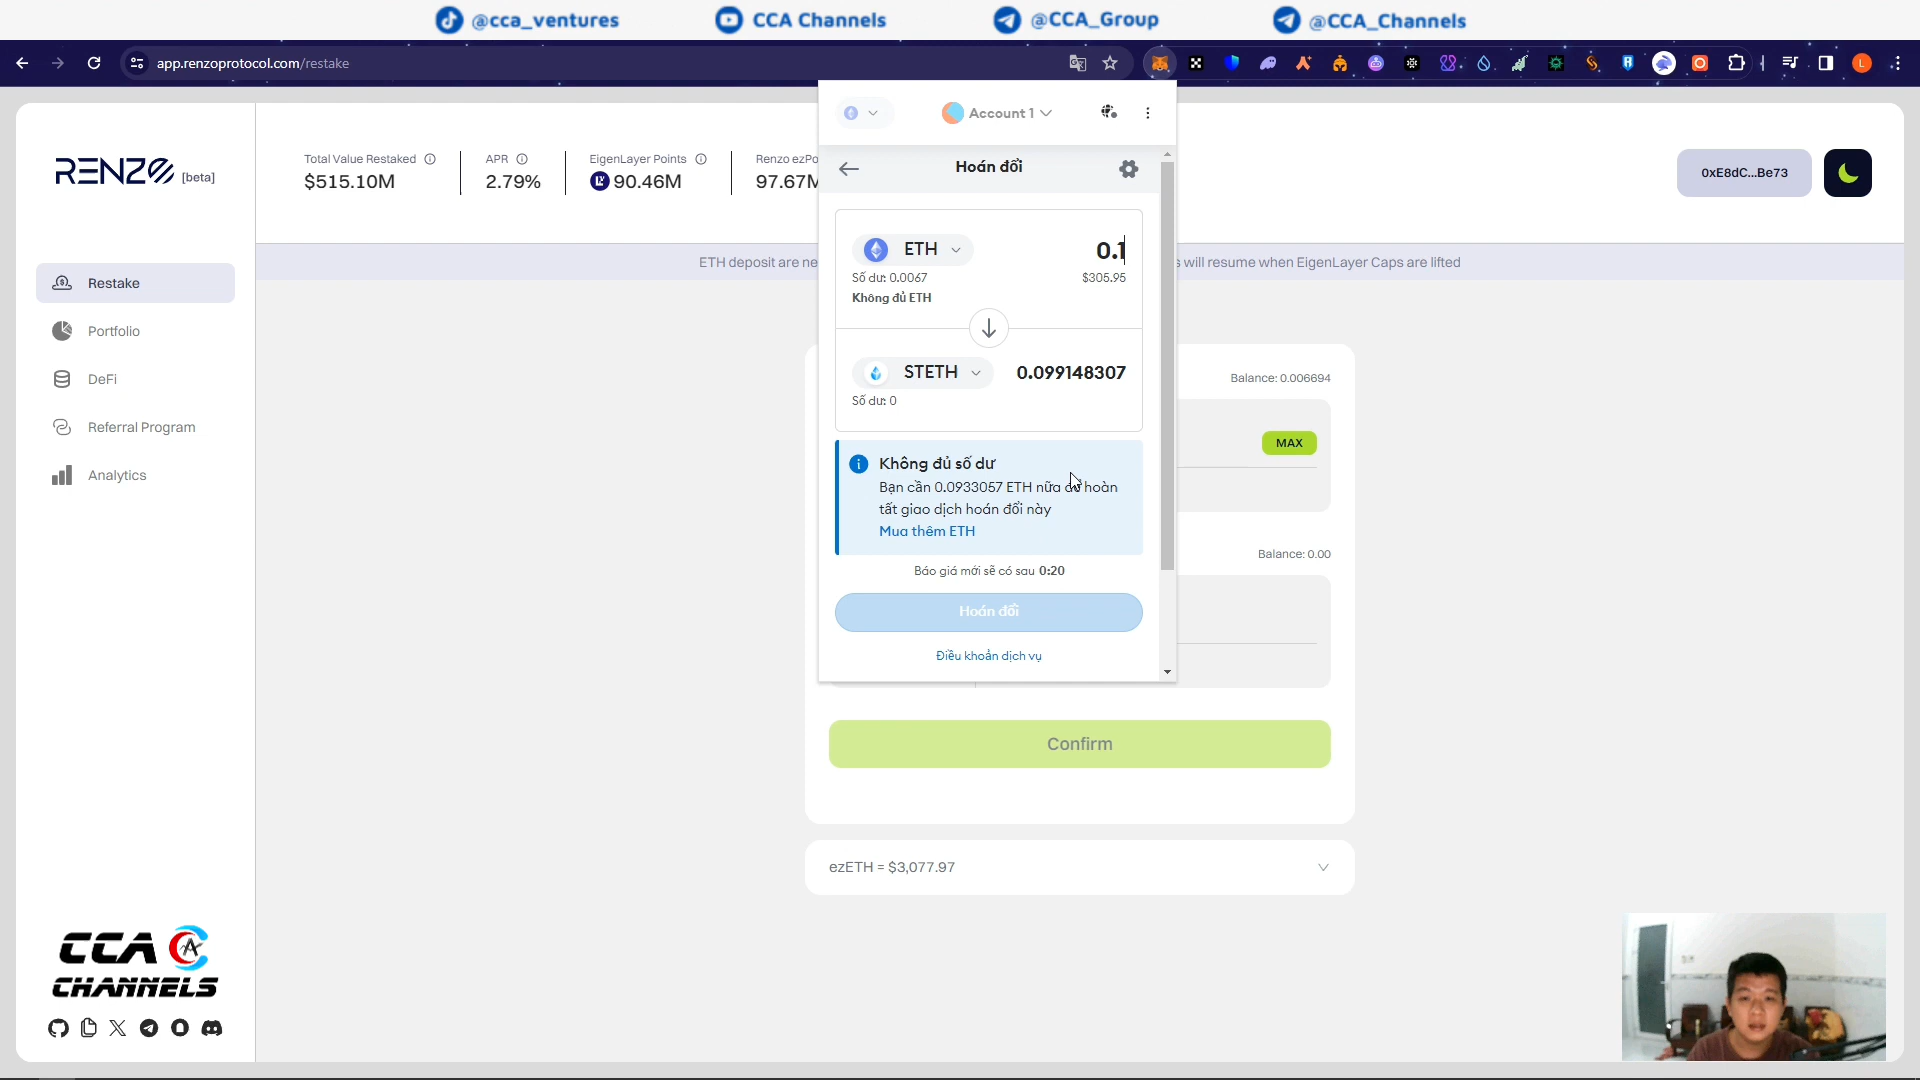 @cca_ventures
CCA Channels
@CCA_Group
@CCA_Channels
app.renzoprotocol.com/restake
L
RENZO [beta]
Total Value Restaked
$515.10M
APR
2.79%
EigenLayer Points
90.46M
Renzo ezPo
97.67M
0xE8dC...Be73
ETH deposit are ne
s will resume when EigenLayer Caps are lifted
Restake
Portfolio
DeFi
Referral Program
Analytics
Account 1
Hoán đổi
ETH
0.1
Số dư: 0.0067
$305.95
Không đủ ETH
STETH
0.099148307
Số dư: 0
Không đủ số dư
Bạn cần 0.0933057 ETH nữa để hoàn
tất giao dịch hoán đổi này
Mua thêm ETH
Báo giá mới sẽ có sau 0:20
Hoán đổi
Điều khoản dịch vụ
Balance: 0.006694
MAX
Balance: 0.00
Confirm
ezETH = $3,077.97
CCA
CHANNELS